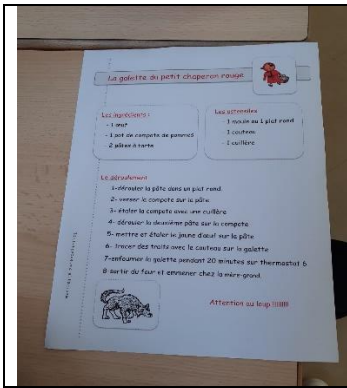 La galette du petit chaperon rouge
Les ingrédients :
- 1 œuf
- 1 pot de compote de pommes
- 2 pâtes à tarte
Les ustensiles
- 1 moule ou 1 plat rond
- 1 couteau
- 1 cuillère
Le déroulement
1- dérouler la pâte dans un plat rond.
2- verser la compote sur la pâte
3- étaler la compote avec une cuillère
4- dérouler la deuxième pâte sur la compote
5- mettre et étaler le jaune d'œuf sur la pâte
6- tracer des traits avec le couteau sur la galette
7-enfourner la galette pendant 20 minutes sur thermostat 6
8-sortir du four et emmener chez la mère-grand.
Attention au loup !!!!!!!!